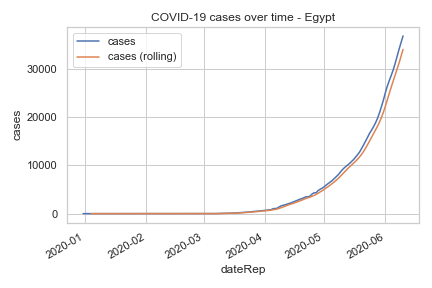 COVID-19 cases over time - Egypt
cases
cases (rolling)
30000
20000
10000
0
cases
2020-01
2020-02
2020-03
2020-04
2020-05
2020-06
dateRep